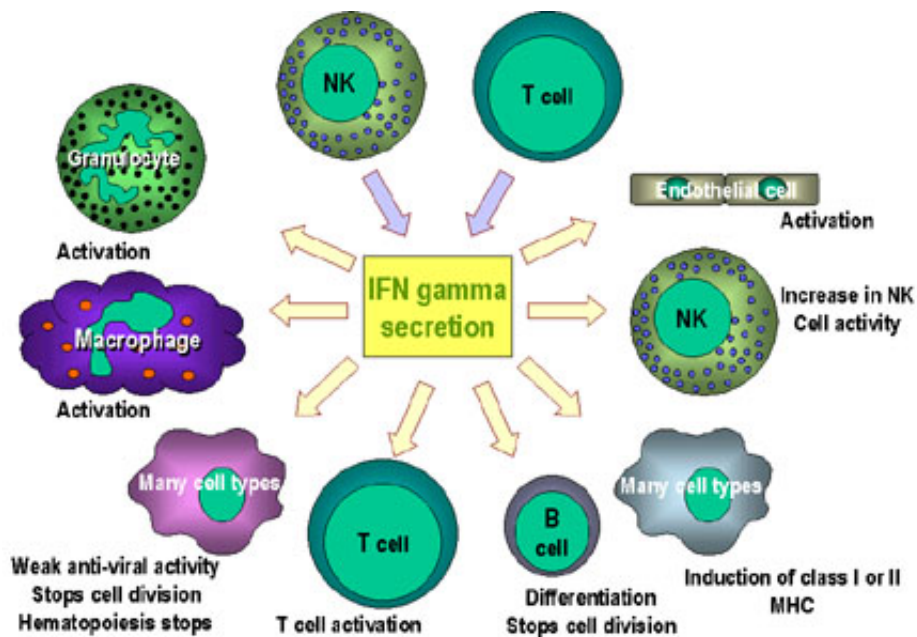 NK
T cell
Granulocyte
Activation
Endothelial cell
Activation
IFN gamma
secretion
Macrophage
Activation
NK
Increase in NK
Cell activity
Many cell types
Weak anti-viral activity
Stops cell division
Hematopoiesis stops
T cell
T cell activation
B
cell
Differentiation
Stops cell division
Many cell types
Induction of class I or II
MHC